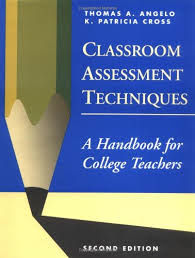 THOMAS A. ANGELO
K. PATRICIA CROSS
CLASSROOM
ASSESSMENT
TECHNIQUES
A Handbook for
College Teachers
SECOND EDITION